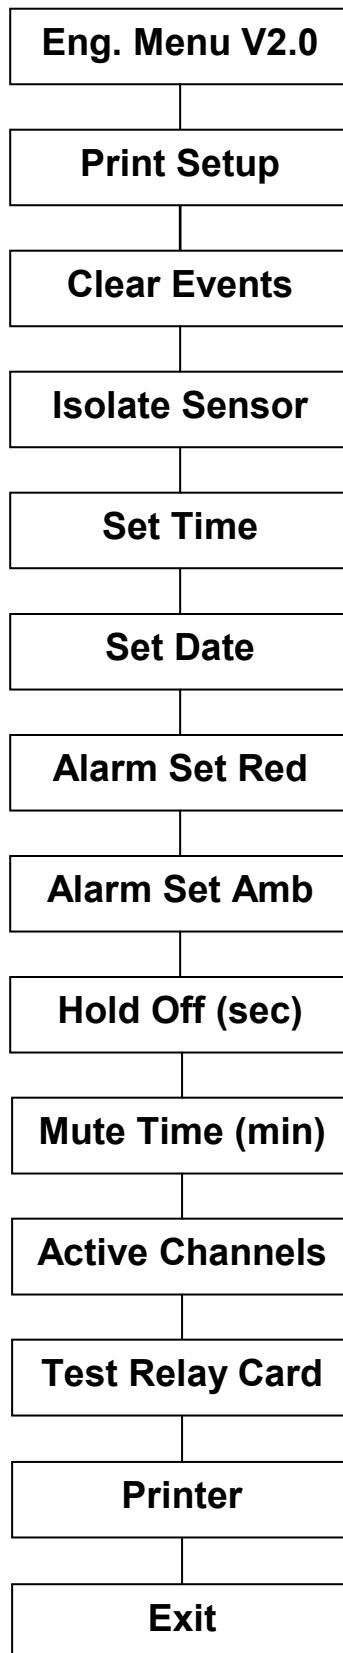 Eng. Menu V2.0
Print Setup
Clear Events
Isolate Sensor
Set Time
Set Date
Alarm Set Red
Alarm Set Amb
Hold Off (sec)
Mute Time (min)
Active Channels
Test Relay Card
Printer
Exit